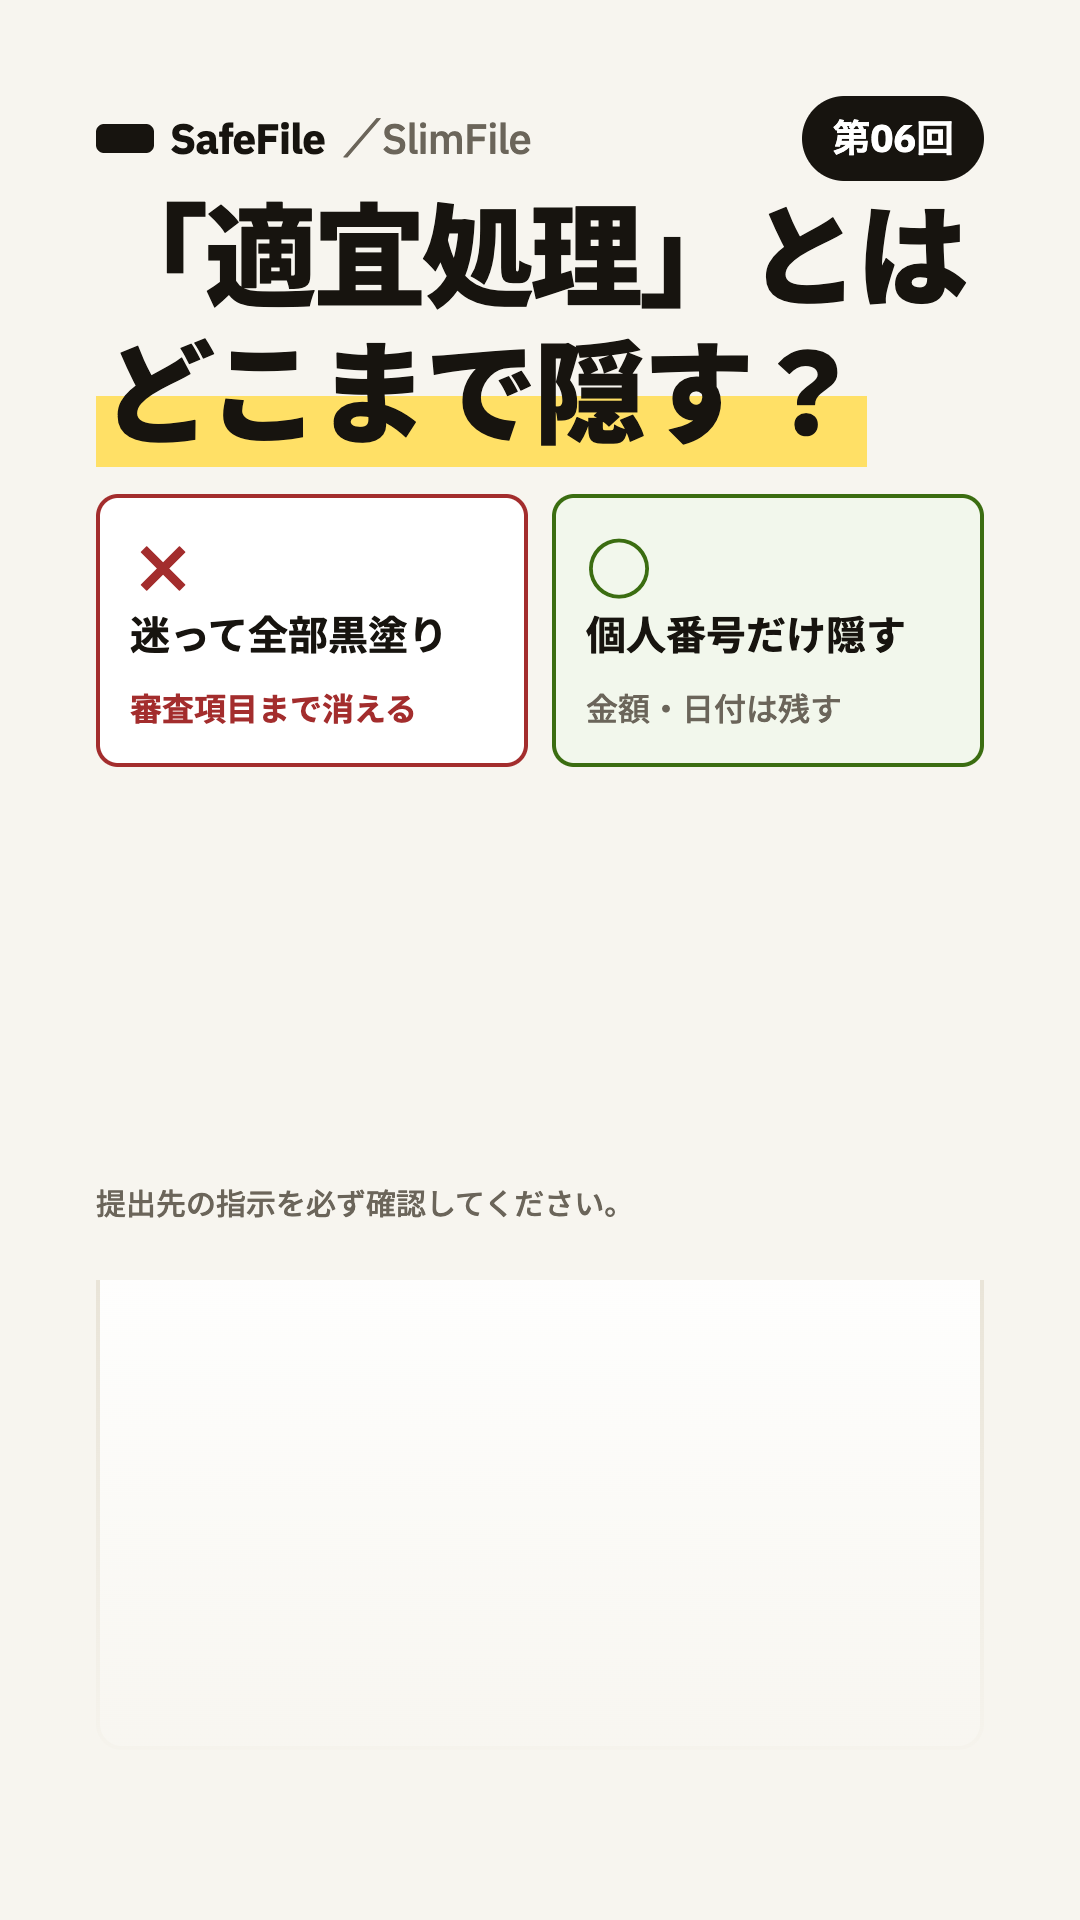 SafeFile ／SlimFile
第06回
「適宜処理」とは
どこまで隠す？
✕
迷って全部黒塗り
審査項目まで消える
○
個人番号だけ隠す
金額・日付は残す
提出先の指示を必ず確認してください。